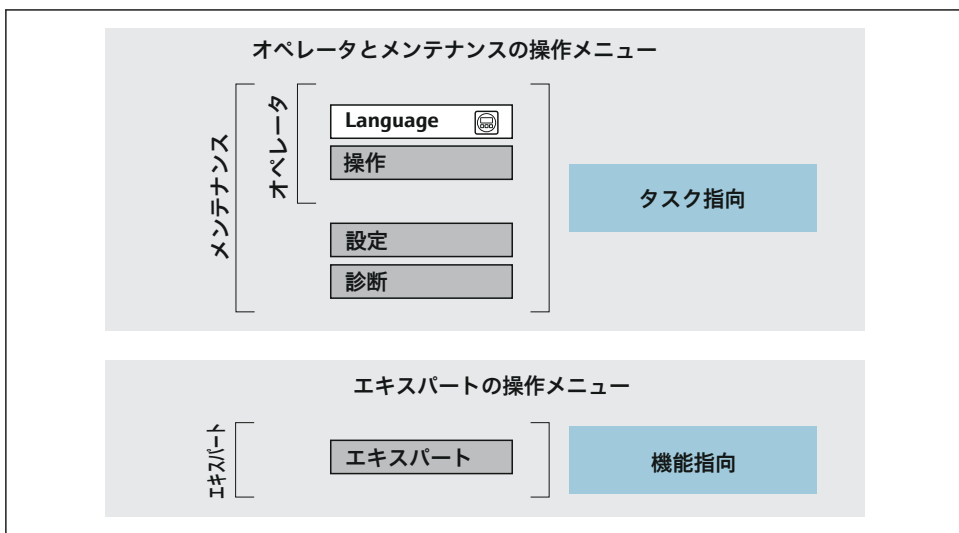 オペレータとメンテナンスの操作メニュー
メンテナンス
オペレータ
Language
操作
設定
診断
タスク指向
エキスパートの操作メニュー
エキスパート
エキスパート
機能指向